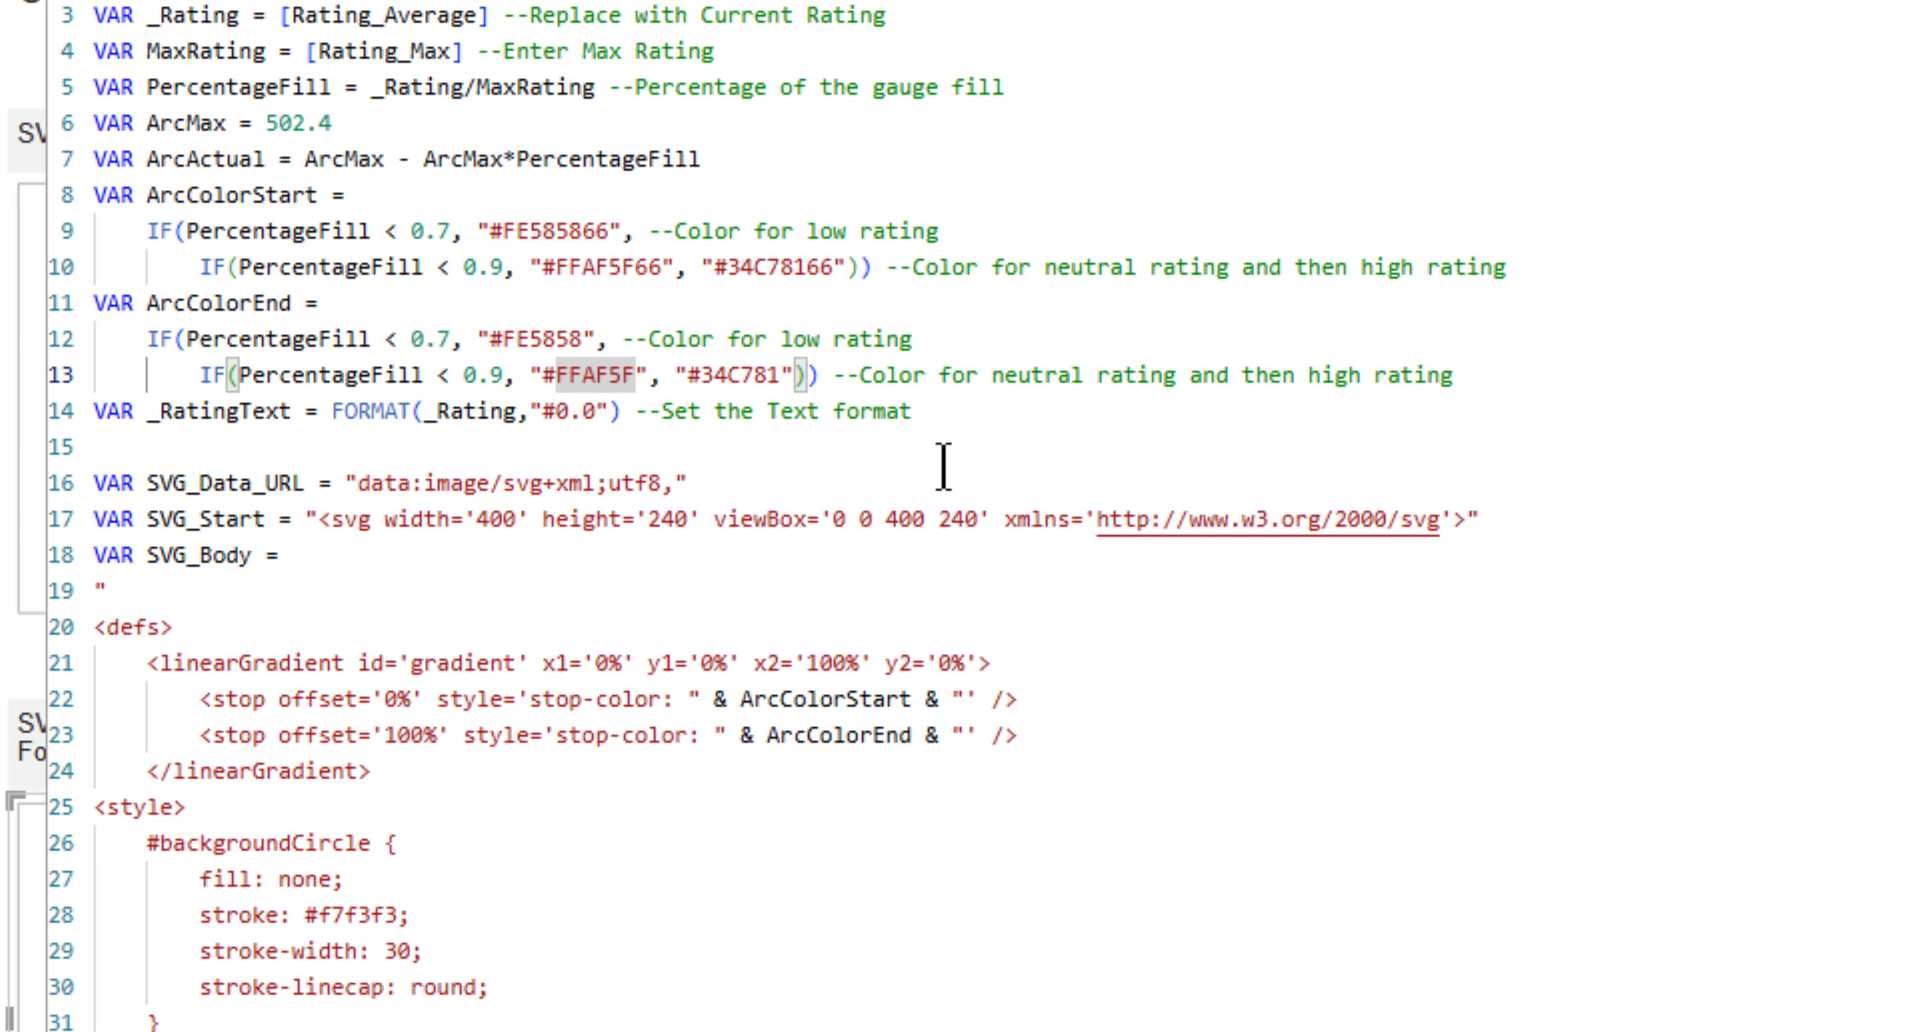 3 VAR _Rating = [Rating_Average] --Replace with Current Rating
4 VAR MaxRating = [Rating_Max] --Enter Max Rating
5 VAR PercentageFill = _Rating/MaxRating --Percentage of the gauge fill
SV
6 VAR ArcMax = 502.4
7 VAR ArcActual = ArcMax - ArcMax*PercentageFill
8 VAR ArcColorStart =
9 IF(PercentageFill < 0.7, "#FE585866", --Color for low rating
10 IF(PercentageFill < 0.9, "#FFAF5F66", "#34C78166")) --Color for neutral rating and then high rating
11 VAR ArcColorEnd =
12 IF(PercentageFill < 0.7, "#FE5858", --Color for low rating
13 IF(PercentageFill < 0.9, "#FFAF5F", "#34C781")) --Color for neutral rating and then high rating
14 VAR _RatingText = FORMAT(_Rating,"#0.0") --Set the Text format
15
16 VAR SVG_Data_URL = "data:image/svg+xml;utf8,"
17 VAR SVG_Start = "<svg width='400' height='240' viewBox='0 0 400 240' xmlns='http://www.w3.org/2000/svg'>"
18 VAR SVG_Body =
19 "
20 <defs>
21 <linearGradient id='gradient' x1='0%' y1='0%' x2='100%' y2='0%'>
22 <stop offset='0%' style='stop-color: " & ArcColorStart & "' />
SV
23 <stop offset='100%' style='stop-color: " & ArcColorEnd & "' />
Fo
24 </linearGradient>
25 <style>
26 #backgroundCircle {
27 fill: none;
28 stroke: #f7f3f3;
29 stroke-width: 30;
30 stroke-linecap: round;
31 }